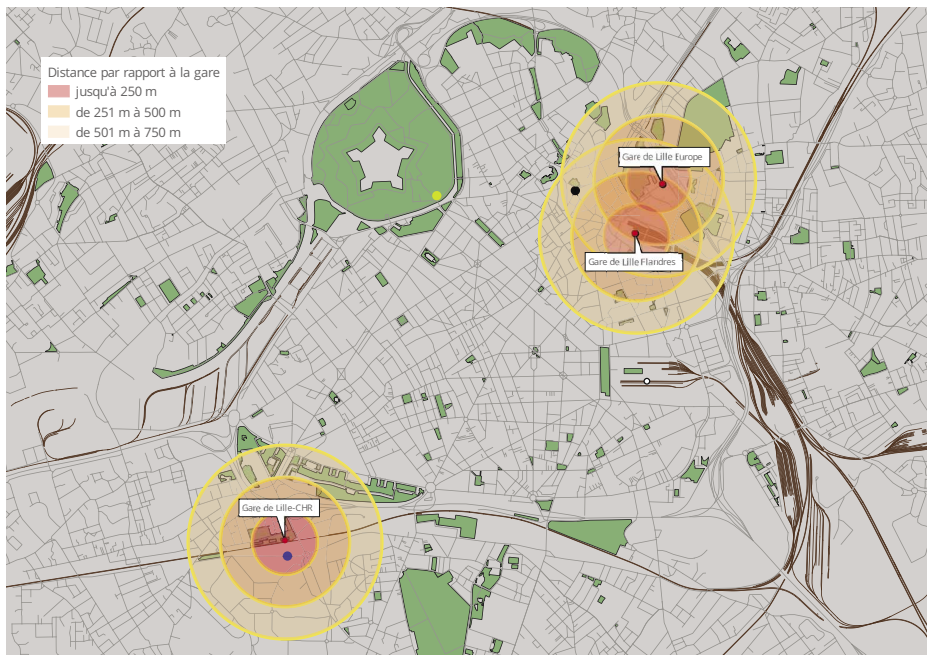 Distance par rapport à la gare
jusqu'à 250 m
de 251 m à 500 m
de 501 m à 750 m
Gare de Lille Europe
Gare de Lille Flandres
Gare de Lille-CHR